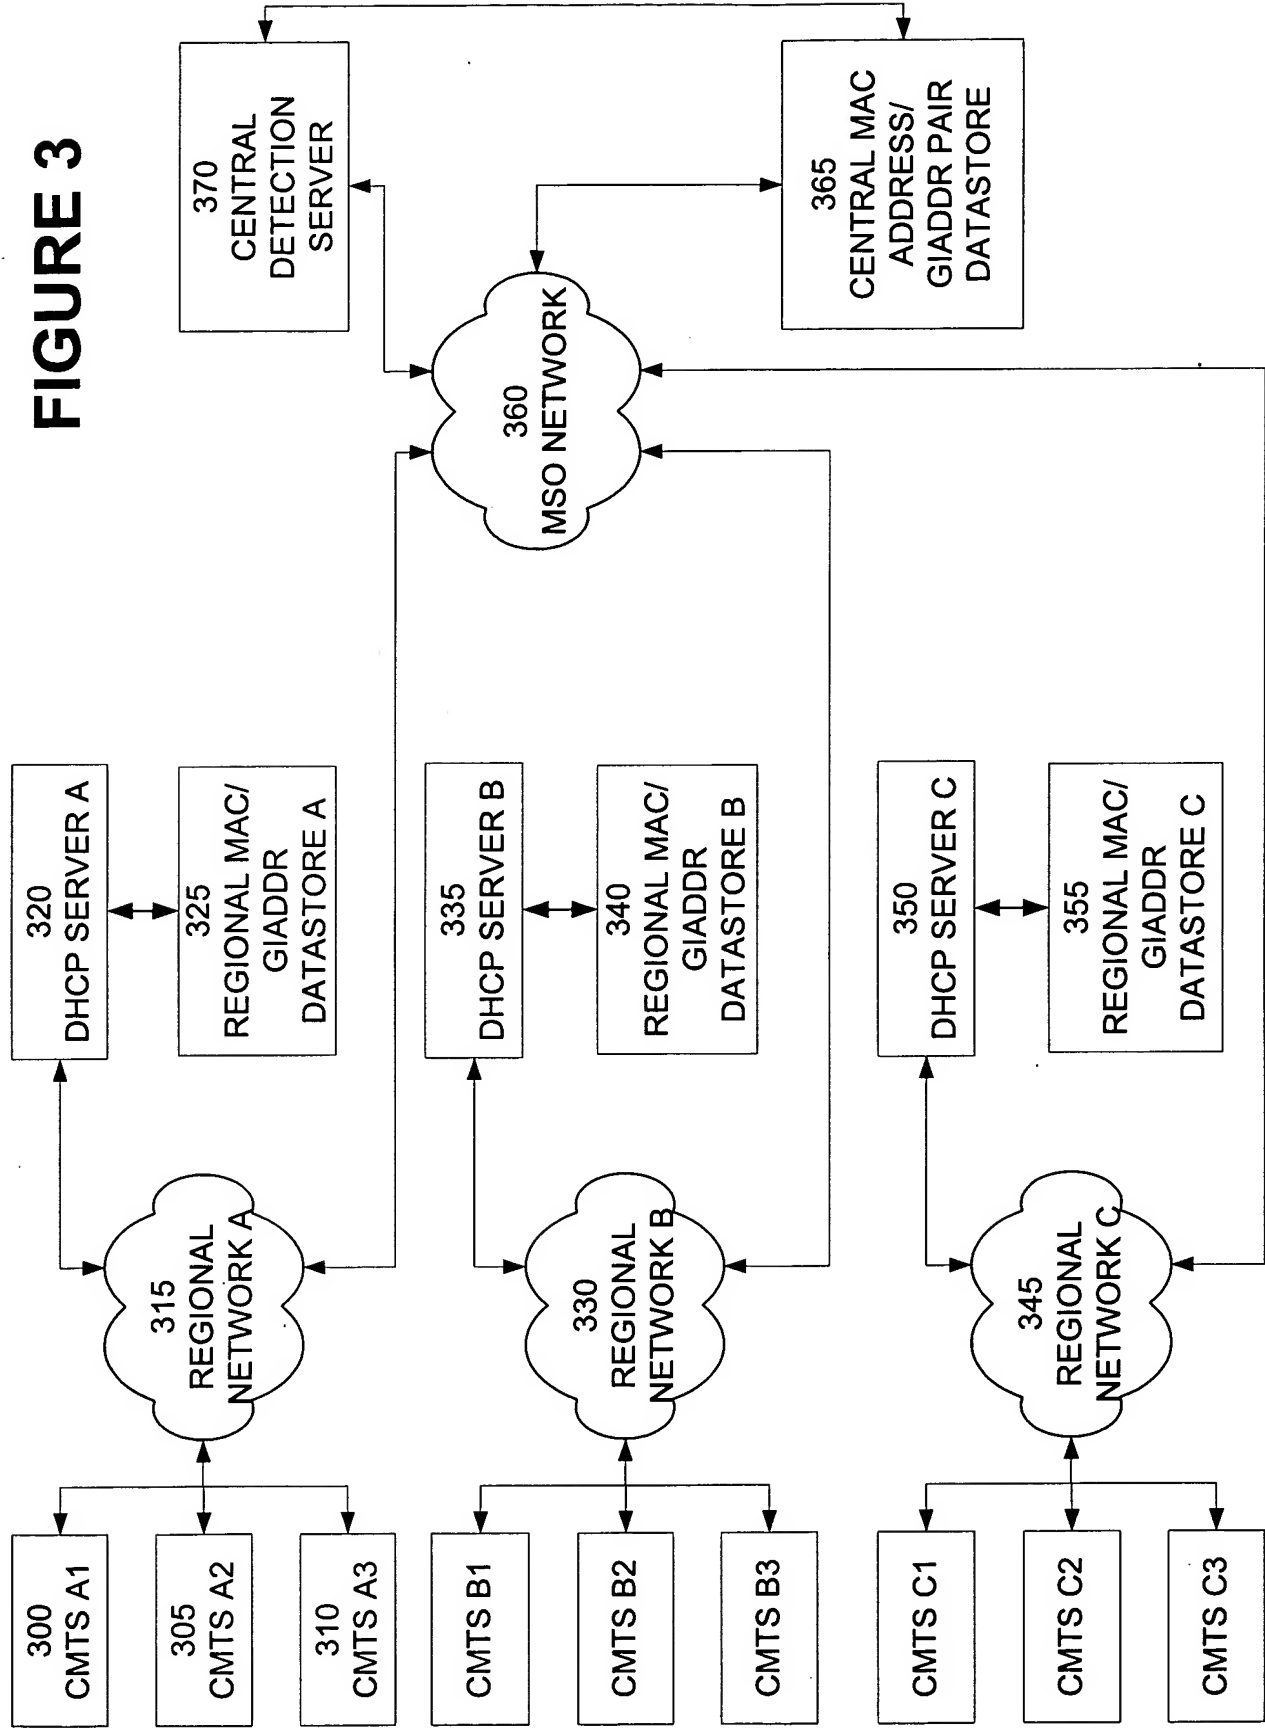 FIGURE 3
300
CMTS A1
305
CMTS A2
310
CMTS A3
CMTS B1
CMTS B2
CMTS B3
CMTS C1
CMTS C2
CMTS C3
315
REGIONAL
NETWORK A
330
REGIONAL
NETWORK B
345
REGIONAL
NETWORK C
320
DHCP SERVER A
325
REGIONAL MAC/
GIADDR
DATASTORE A
335
DHCP SERVER B
340
REGIONAL MAC/
GIADDR
DATASTORE B
350
DHCP SERVER C
355
REGIONAL MAC/
GIADDR
DATASTORE C
360
MSO NETWORK
370
CENTRAL
DETECTION
SERVER
365
CENTRAL MAC
ADDRESS/
GIADDR PAIR
DATASTORE